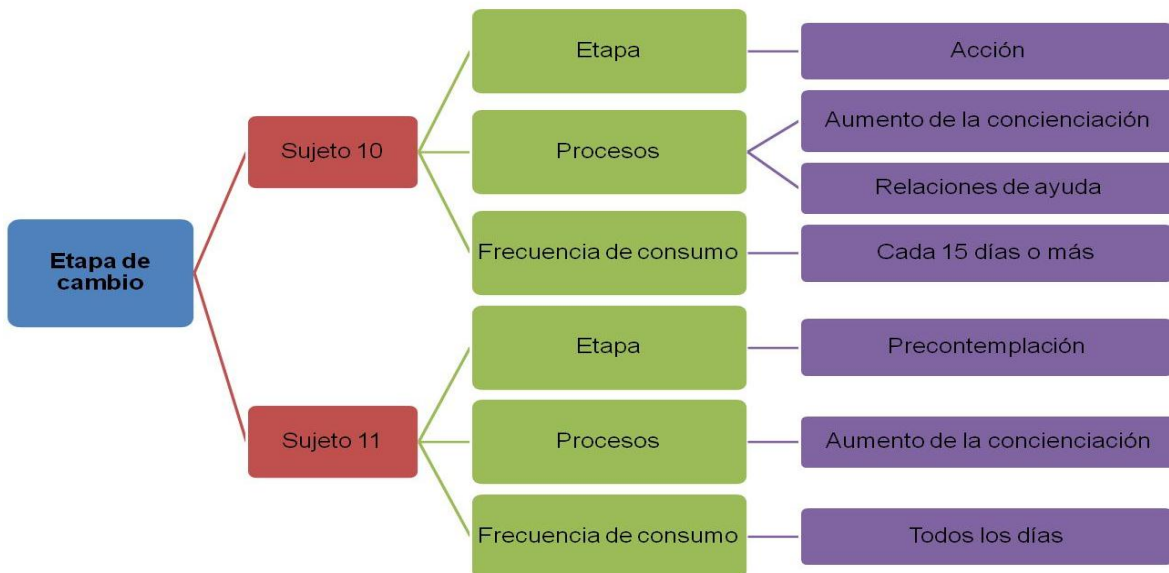 Etapa de
cambio
Sujeto 10
Etapa
Acción
Procesos
Aumento de la concienciación
Relaciones de ayuda
Frecuencia de consumo
Cada 15 días o más
Sujeto 11
Etapa
Precontemplación
Procesos
Aumento de la concienciación
Frecuencia de consumo
Todos los días